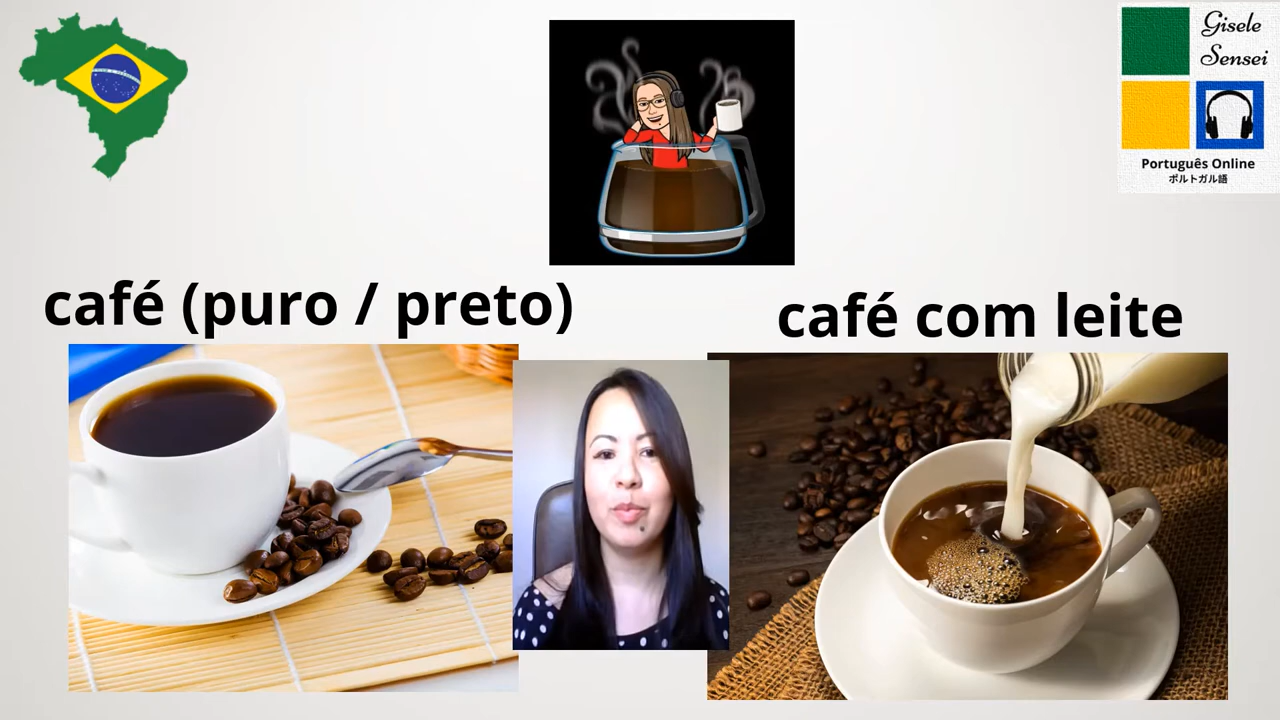 Gisele
Sensei
Português Online
ポルトガル語
café (puro / preto)
café com leite